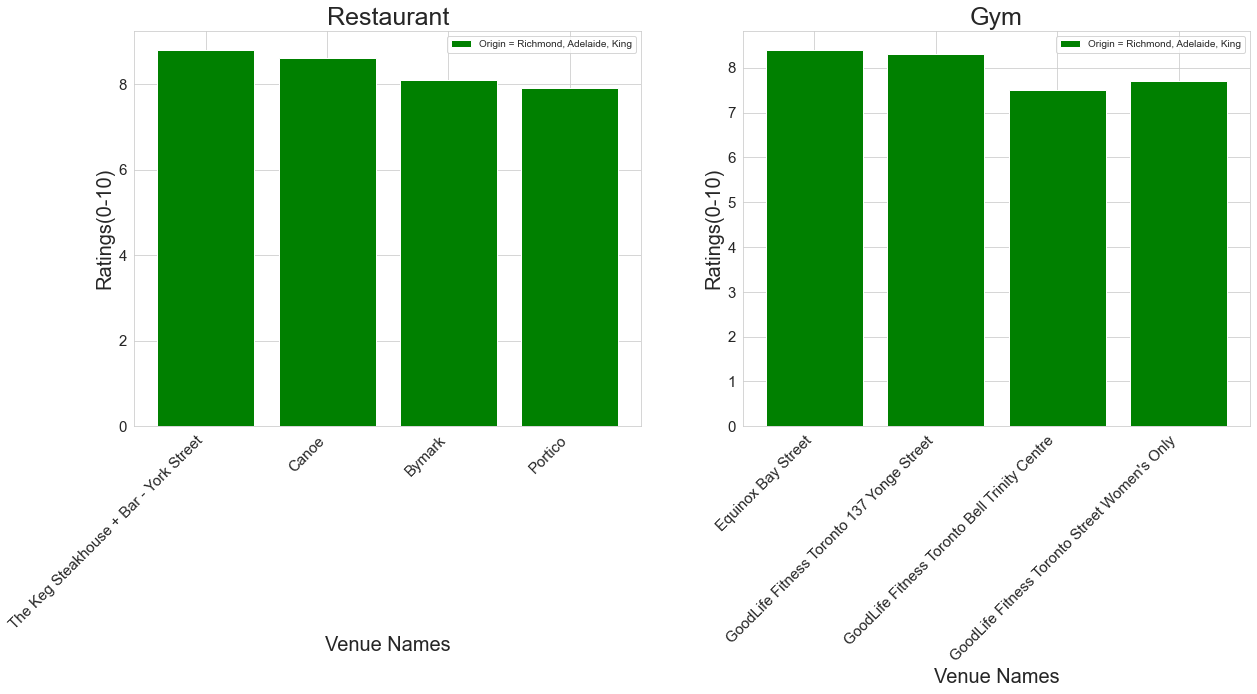 Restaurant
Origin = Richmond, Adelaide, King
Ratings(0-10)
8
6
4
2
0
The Keg Steakhouse + Bar - York Street
Canoe
Bymark
Portico
Venue Names
Gym
Origin = Richmond, Adelaide, King
Ratings(0-10)
8
7
6
5
4
3
2
1
0
Equinox Bay Street
GoodLife Fitness Toronto 137 Yonge Street
GoodLife Fitness Toronto Bell Trinity Centre
GoodLife Fitness Toronto Street Women's Only
Venue Names